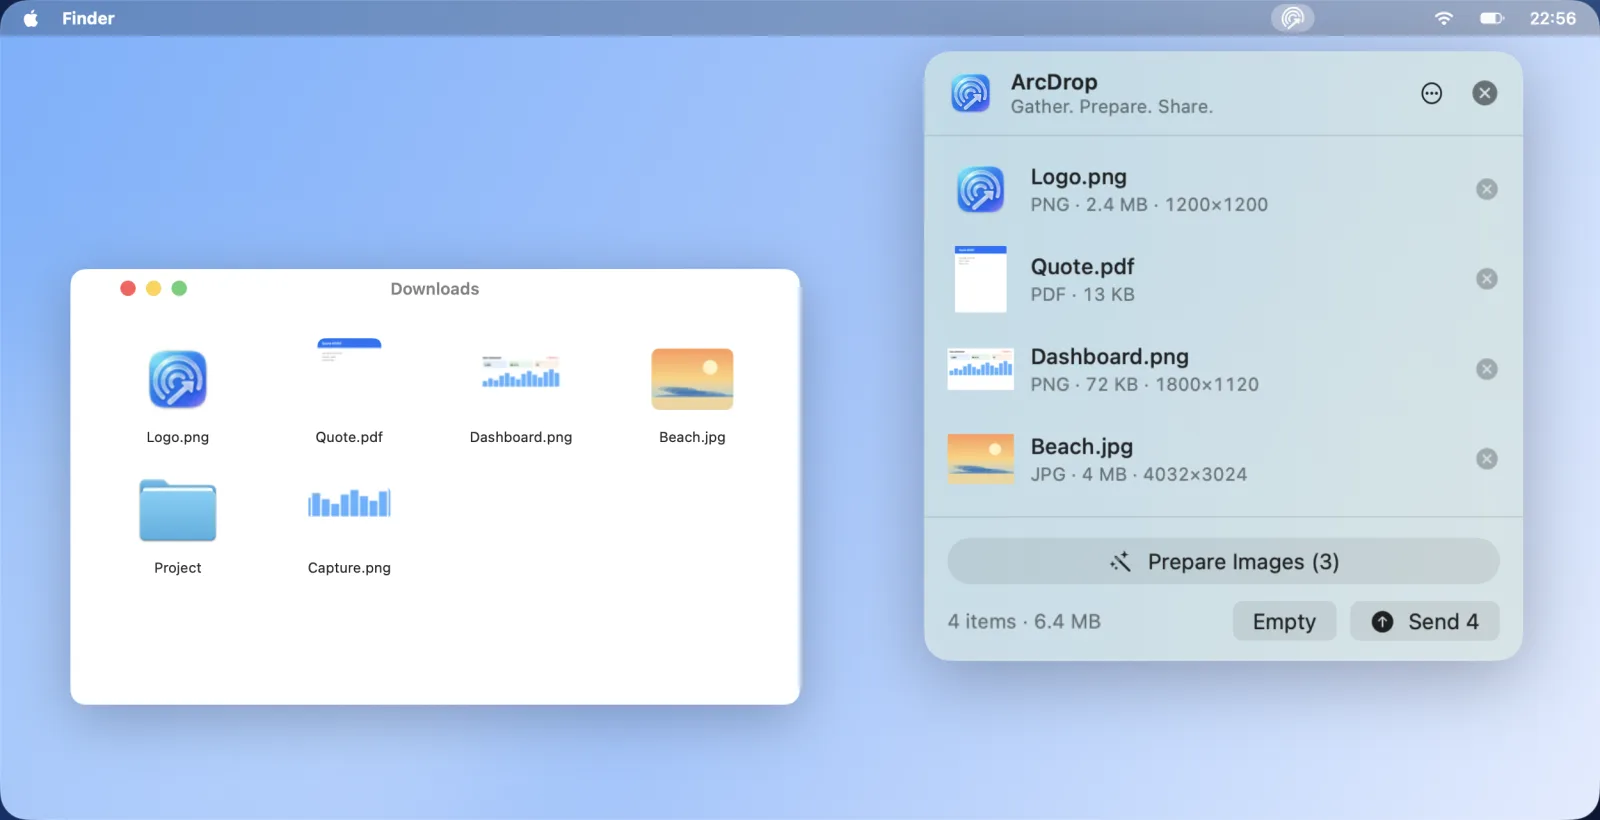 Finder
22:56
ArcDrop
Gather. Prepare. Share.
Logo.png
PNG · 2.4 MB · 1200×1200
Quote.pdf
PDF · 13 KB
Dashboard.png
PNG · 72 KB · 1800×1120
Beach.jpg
JPG · 4 MB · 4032×3024
Prepare Images (3)
4 items · 6.4 MB
Empty
Send 4
Downloads
Logo.png
Quote.pdf
Dashboard.png
Beach.jpg
Project
Capture.png